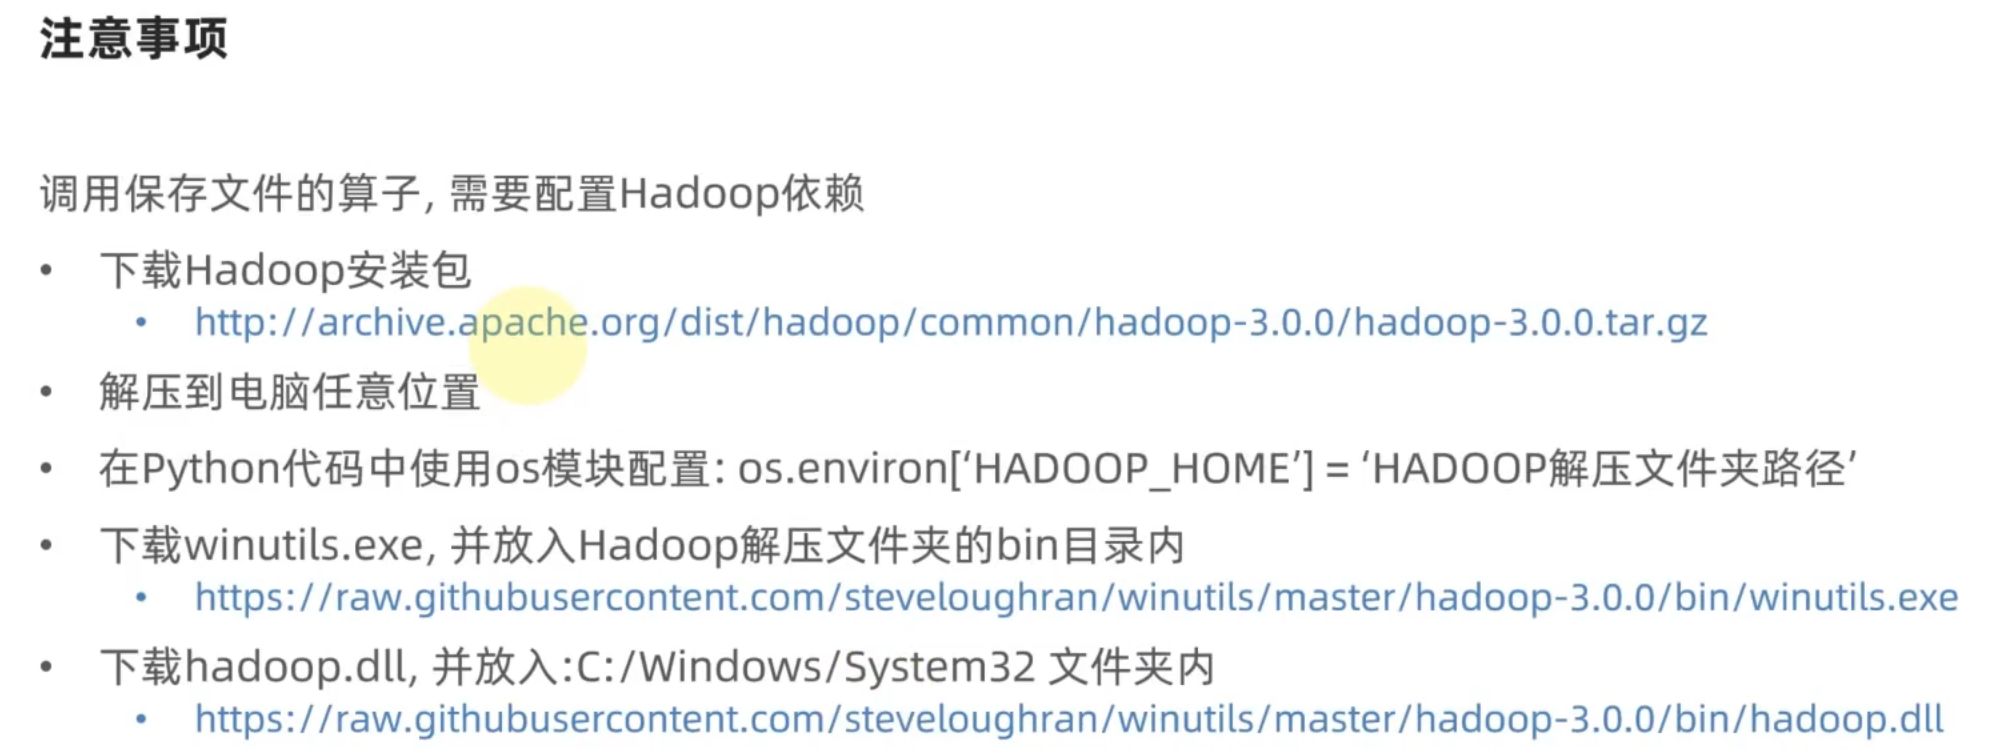 注意事项
调用保存文件的算子, 需要配置Hadoop依赖
• 下载Hadoop安装包
• http://archive.apache.org/dist/hadoop/common/hadoop-3.0.0/hadoop-3.0.0.tar.gz
• 解压到电脑任意位置
• 在Python代码中使用os模块配置: os.environ[‘HADOOP_HOME’] = ‘HADOOP解压文件夹路径’
• 下载winutils.exe, 并放入Hadoop解压文件夹的bin目录内
• https://raw.githubusercontent.com/steveloughran/winutils/master/hadoop-3.0.0/bin/winutils.exe
• 下载hadoop.dll, 并放入:C:/Windows/System32 文件夹内
• https://raw.githubusercontent.com/steveloughran/winutils/master/hadoop-3.0.0/bin/hadoop.dll